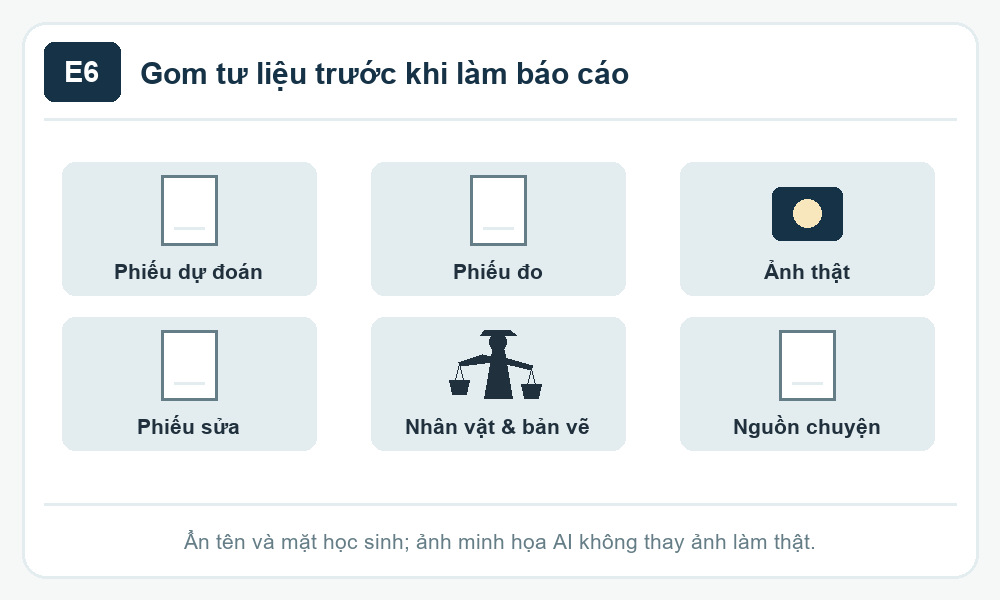 E6
Gom tư liệu trước khi làm báo cáo
Phiếu dự đoán
Phiếu đo
Ảnh thật
Phiếu sửa
Nhân vật & bản vẽ
Nguồn chuyện
Ẩn tên và mặt học sinh; ảnh minh họa AI không thay ảnh làm thật.